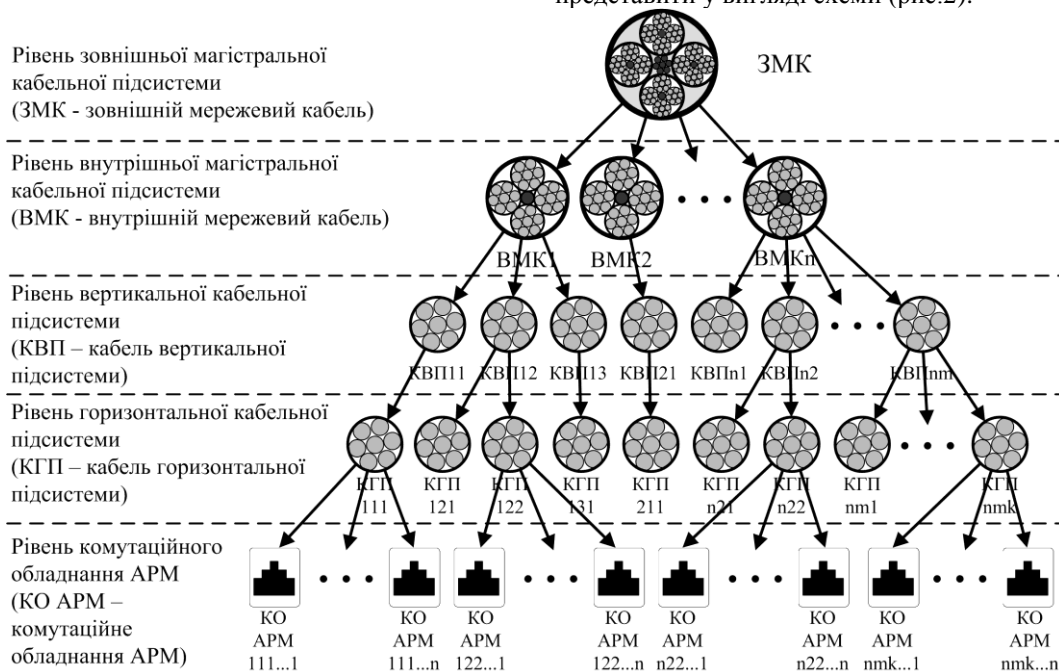 представити у вигляді схеми (рис.2).
Рівень зовнішньої магістральної
кабельної підсистеми
(ЗМК - зовнішній мережевий кабель)
ЗМК
Рівень внутрішньої магістральної
кабельної підсистеми
(ВМК - внутрішній мережевий кабель)
ВМК1 ВМК2 ВМКn
Рівень вертикальної кабельної
підсистеми
(КВП – кабель вертикальної
підсистеми)
КВП11 КВП12 КВП13 КВП21 КВПn1 КВПn2 КВПnm
Рівень горизонтальної кабельної
підсистеми
(КГП – кабель горизонтальної
підсистеми)
КГП КГП КГП КГП КГП КГП КГП КГП КГП
111 121 122 131 211 n21 n22 nm1 nmk
Рівень комутаційного
обладнання АРМ
(КО АРМ –
комутаційне
обладнання АРМ)
КО КО КО КО КО КО КО КО
АРМ АРМ АРМ АРМ АРМ АРМ АРМ АРМ
111...1 111...n 122...1 122...n n22...1 n22...n nmk...1 nmk...n